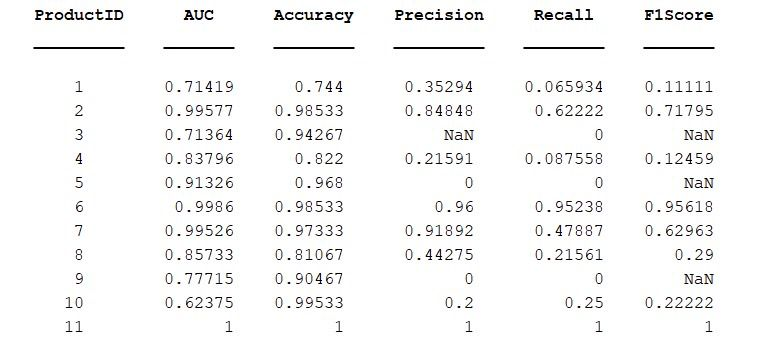 ProductID AUC Accuracy Precision Recall F1Score
1 0.71419 0.744 0.35294 0.065934 0.11111
2 0.99577 0.98533 0.84848 0.62222 0.71795
3 0.71364 0.94267 NaN 0 NaN
4 0.83796 0.822 0.21591 0.087558 0.12459
5 0.91326 0.968 0 0 NaN
6 0.9986 0.98533 0.96 0.95238 0.95618
7 0.99526 0.97333 0.91892 0.47887 0.62963
8 0.85733 0.81067 0.44275 0.21561 0.29
9 0.77715 0.90467 0 0 NaN
10 0.62375 0.99533 0.2 0.25 0.22222
11 1 1 1 1 1